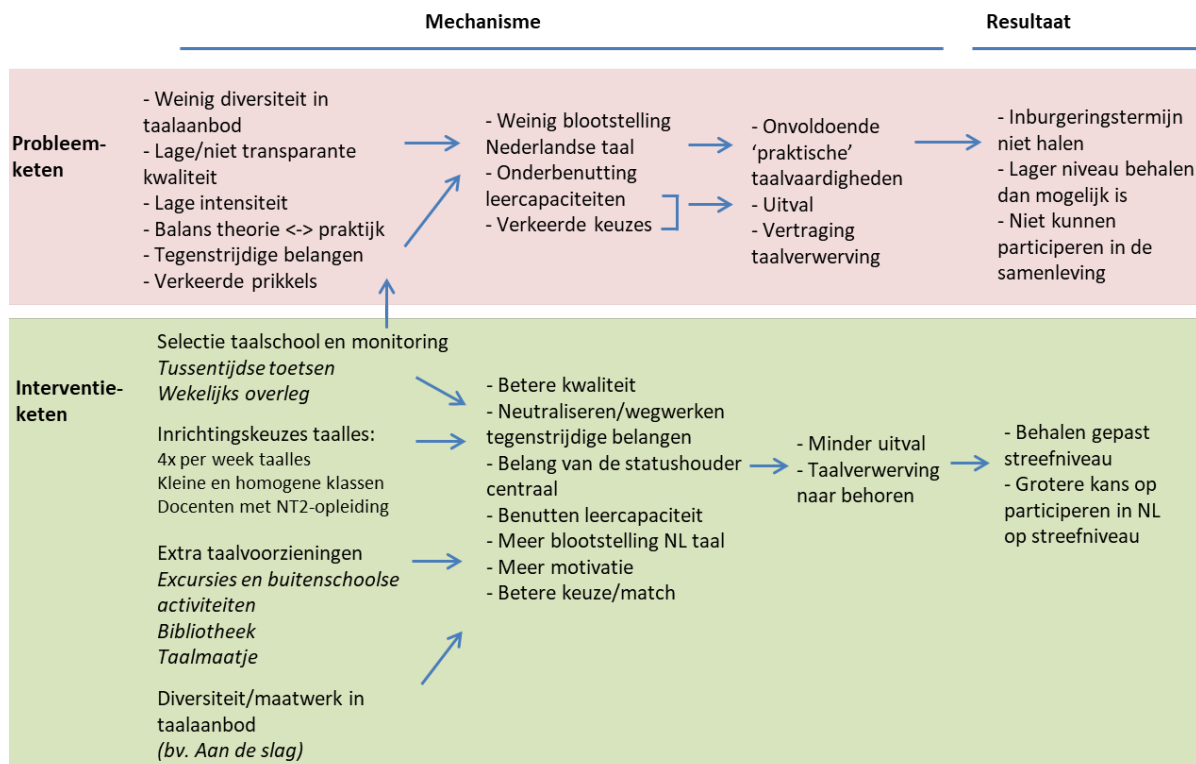 Mechanisme
Resultaat
Probleem-
keten
- Weinig diversiteit in
taalaanbod
- Lage/niet transparante
kwaliteit
- Lage intensiteit
- Balans theorie <-> praktijk
- Tegenstrijdige belangen
- Verkeerde prikkels
- Weinig blootstelling
Nederlandse taal
- Onderbenutting
leercapaciteiten
- Verkeerde keuzes
- Onvoldoende
‘praktische’
taalvaardigheden
- Uitval
- Vertraging
taalverwerving
- Inburgeringstermijn
niet halen
- Lager niveau behalen
dan mogelijk is
- Niet kunnen
participeren in de
samenleving
Interventie-
keten
Selectie taalschool en monitoring
Tussentijdse toetsen
Wekelijks overleg
Inrichtingskeuzes taalles:
4x per week taalles
Kleine en homogene klassen
Docenten met NT2-opleiding
Extra taalvoorzieningen
Excursies en buitenschoolse
activiteiten
Bibliotheek
Taalmaatje
Diversiteit/maatwerk in
taalaanbod
(bv. Aan de slag)
- Betere kwaliteit
- Neutraliseren/wegwerken
tegenstrijdige belangen
- Belang van de statushouder
centraal
- Benutten leercapaciteit
- Meer blootstelling NL taal
- Meer motivatie
- Betere keuze/match
- Minder uitval
- Taalverwerving
naar behoren
- Behalen gepast
streefniveau
- Grotere kans op
participeren in NL
op streefniveau